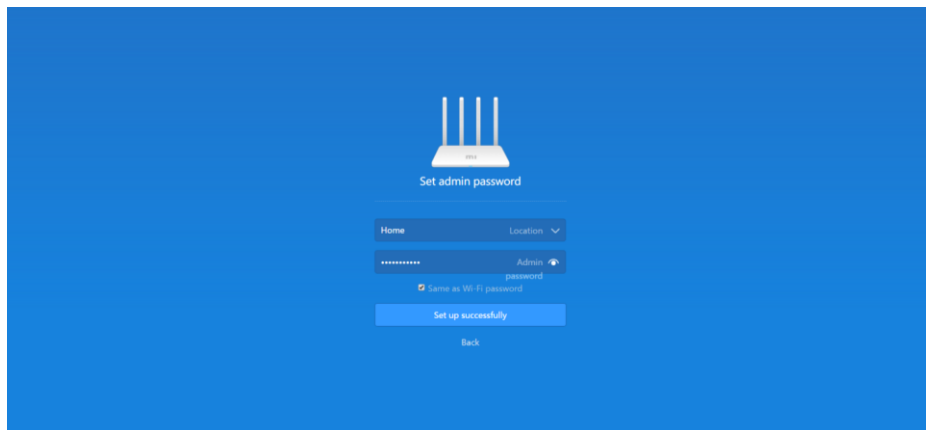 Set admin password
Home Location
•••••••••••• Admin
password
Same as Wi-Fi password
Set up successfully
Back